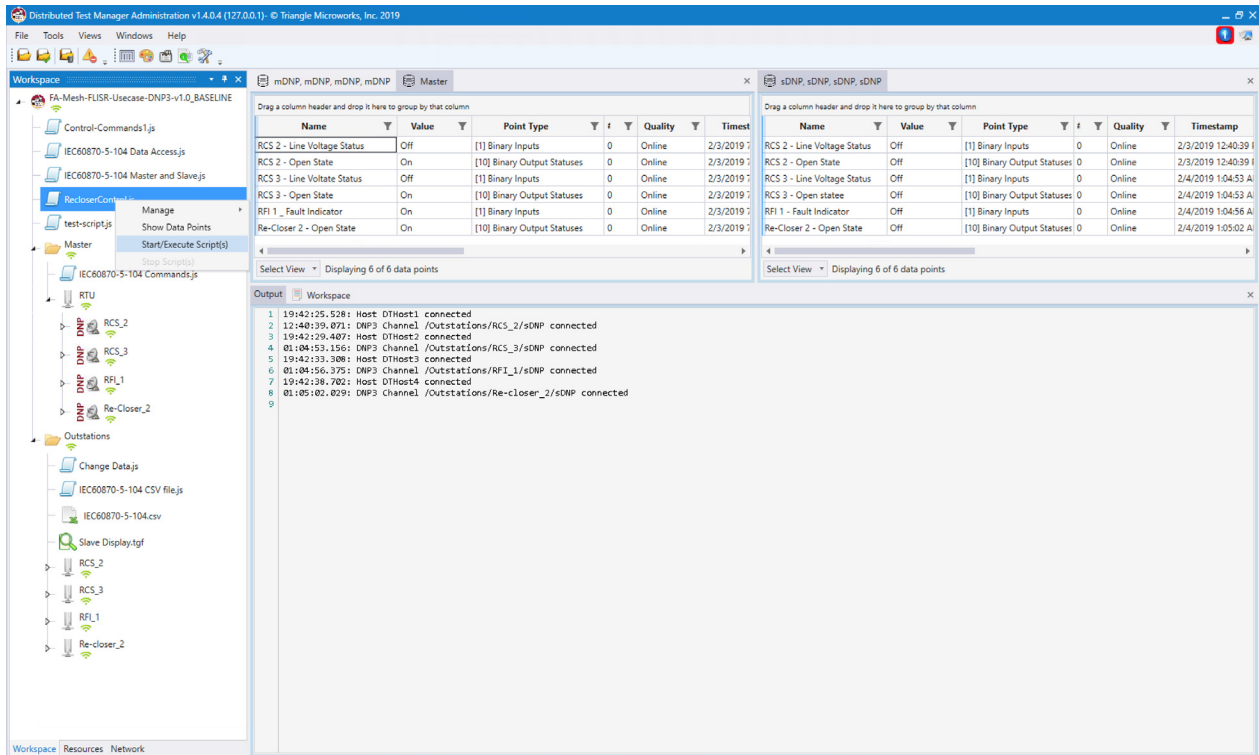 Distributed Test Manager Administration v1.4.0.4 (127.0.0.1)- © Triangle Microworks, Inc. 2019
File Tools Views Windows Help
1
Workspace
FA-Mesh-FLISR-Usecase-DNP3-v1.0_BASELINE
Control-Commands1.js
IEC60870-5-104 Data Access.js
IEC60870-5-104 Master and Slave.js
RecloserControl.js
test-script.js
Manage
Show Data Points
Start/Execute Script(s)
Stop Script(s)
Master
IEC60870-5-104 Commands.js
RTU
DNP RCS_2
DNP RCS_3
DNP RFI_1
DNP Re-Closer_2
Outstations
Change Data.js
IEC60870-5-104 CSV file.js
IEC60870-5-104.csv
Slave Display.tgf
RCS_2
RCS_3
RFI_1
Re-closer_2
Workspace Resources Network
mDNP, mDNP, mDNP, mDNP Master
Drag a column header and drop it here to group by that column
Name Value Point Type Quality Timest
RCS 2 - Line Voltage Status Off [1] Binary Inputs 0 Online 2/3/2019 7
RCS 2 - Open State On [10] Binary Output Statuses 0 Online 2/3/2019 7
RCS 3 - Line Voltate Status Off [1] Binary Inputs 0 Online 2/3/2019 7
RCS 3 - Open State On [10] Binary Output Statuses 0 Online 2/3/2019 7
RFI 1 _ Fault Indicator On [1] Binary Inputs 0 Online 2/3/2019 7
Re-Closer 2 - Open State On [10] Binary Output Statuses 0 Online 2/3/2019 7
Select View Displaying 6 of 6 data points
sDNP, sDNP, sDNP, sDNP
Drag a column header and drop it here to group by that column
Name Value Point Type Quality Timestamp
RCS 2 - Line Voltage Status Off [1] Binary Inputs 0 Online 2/3/2019 12:40:39
RCS 2 - Open State Off [10] Binary Output Statuses 0 Online 2/3/2019 12:40:39
RCS 3 - Line Voltage Status Off [1] Binary Inputs 0 Online 2/4/2019 1:04:53 A
RCS 3 - Open statee Off [10] Binary Output Statuses 0 Online 2/4/2019 1:04:53 A
RFI 1 - Fault Indicator Off [1] Binary Inputs 0 Online 2/4/2019 1:04:56 A
Re-Closer 2 - Open State Off [10] Binary Output Statuses 0 Online 2/4/2019 1:05:02 A
Select View Displaying 6 of 6 data points
Output Workspace
1 19:42:25.528: Host DTHost1 connected
2 12:40:39.071: DNP3 Channel /Outstations/RCS_2/sDNP connected
3 19:42:29.407: Host DTHost2 connected
4 01:04:53.156: DNP3 Channel /Outstations/RCS_3/sDNP connected
5 19:42:33.308: Host DTHost3 connected
6 01:04:56.375: DNP3 Channel /Outstations/RFI_1/sDNP connected
7 19:42:38.702: Host DTHost4 connected
8 01:05:02.029: DNP3 Channel /Outstations/Re-closer_2/sDNP connected
9